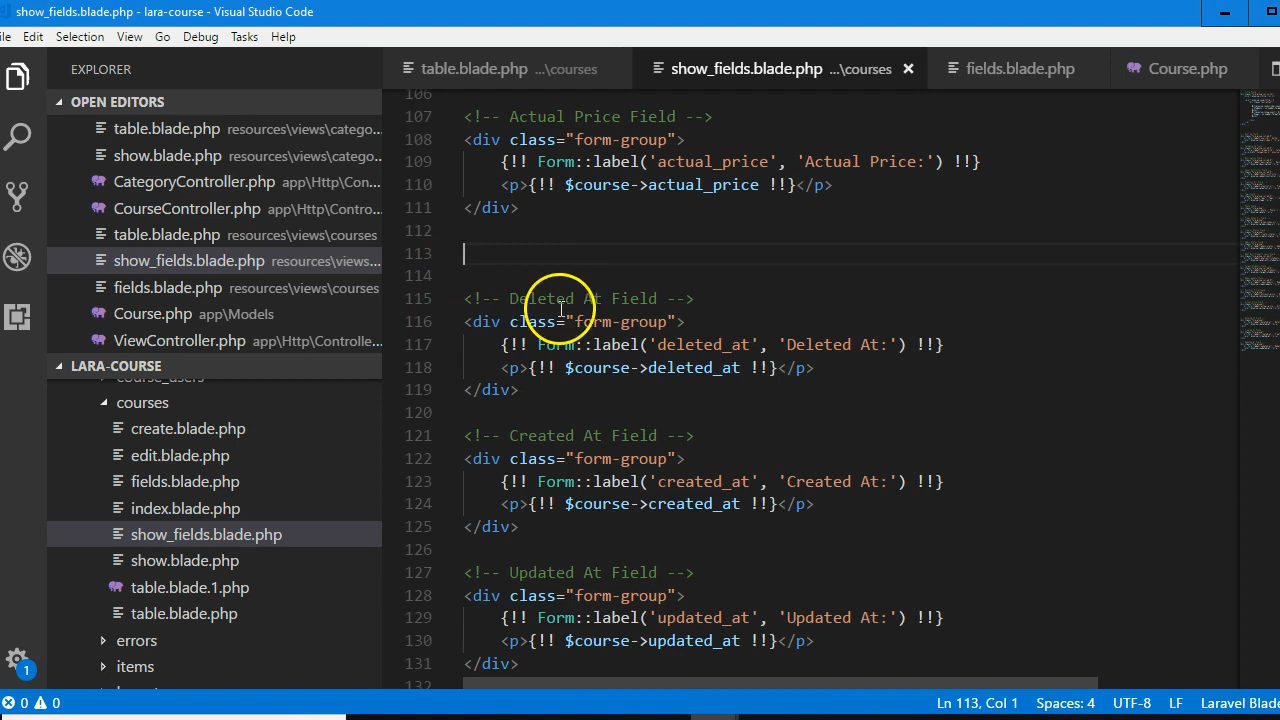 show_fields.blade.php - lara-course - Visual Studio Code
ile Edit Selection View Go Debug Tasks Help
EXPLORER
table.blade.php ...\courses
show_fields.blade.php ...\courses
fields.blade.php
Course.php
OPEN EDITORS
table.blade.php resources\views\catego...
show.blade.php resources\views\catego...
CategoryController.php app\Http\Con...
CourseController.php app\Http\Contro...
table.blade.php resources\views\courses
show_fields.blade.php resources\views...
fields.blade.php resources\views\courses
Course.php app\Models
ViewController.php app\Http\Controlle...
LARA-COURSE
course_users
courses
create.blade.php
edit.blade.php
fields.blade.php
index.blade.php
show_fields.blade.php
show.blade.php
table.blade.1.php
table.blade.php
errors
items
1
106
107 <!-- Actual Price Field -->
108 <div class="form-group">
109 {!! Form::label('actual_price', 'Actual Price:') !!}
110 <p>{!! $course->actual_price !!}</p>
111 </div>
112
113
114
115 <!-- Deleted At Field -->
116 <div class="form-group">
117 {!! Form::label('deleted_at', 'Deleted At:') !!}
118 <p>{!! $course->deleted_at !!}</p>
119 </div>
120
121 <!-- Created At Field -->
122 <div class="form-group">
123 {!! Form::label('created_at', 'Created At:') !!}
124 <p>{!! $course->created_at !!}</p>
125 </div>
126
127 <!-- Updated At Field -->
128 <div class="form-group">
129 {!! Form::label('updated_at', 'Updated At:') !!}
130 <p>{!! $course->updated_at !!}</p>
131 </div>
132
0 0 Ln 113, Col 1 Spaces: 4 UTF-8 LF Laravel Blade